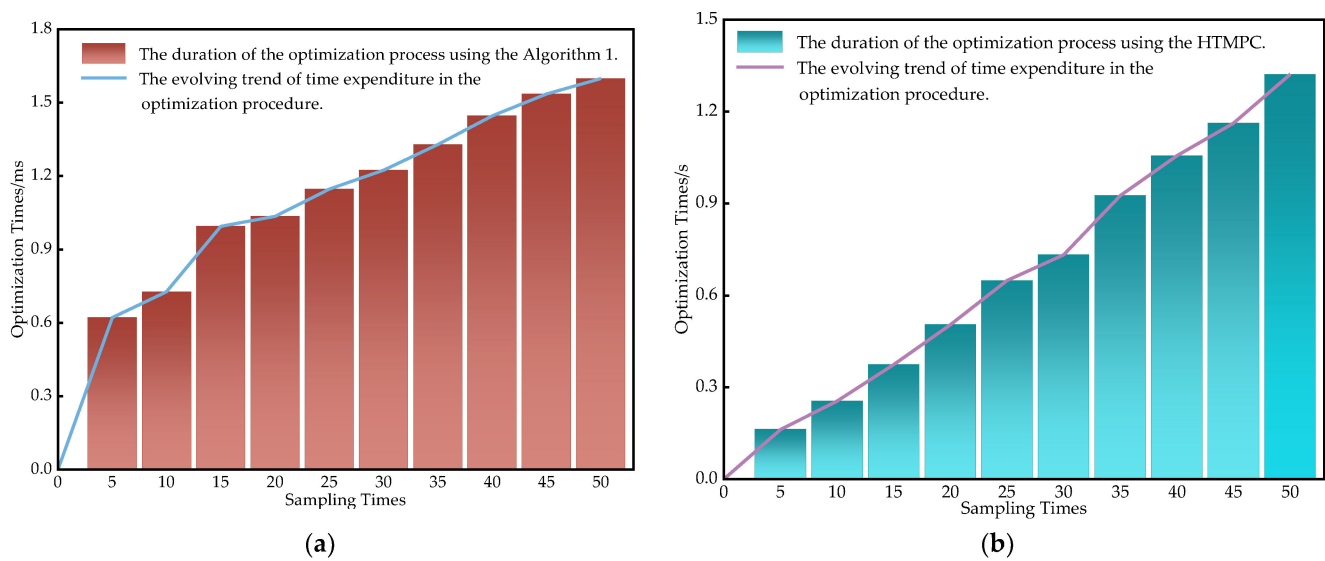 1.8
1.5
1.2
0.9
0.6
0.3
0.0
Optimization Times/ms
The duration of the optimization process using the Algorithm 1.
The evolving trend of time expenditure in the
optimization procedure.
0 5 10 15 20 25 30 35 40 45 50
Sampling Times
(a)
1.5
1.2
0.9
0.6
0.3
0.0
Optimization Times/s
The duration of the optimization process using the HTMPC.
The evolving trend of time expenditure in the
optimization procedure.
0 5 10 15 20 25 30 35 40 45 50
Sampling Times
(b)